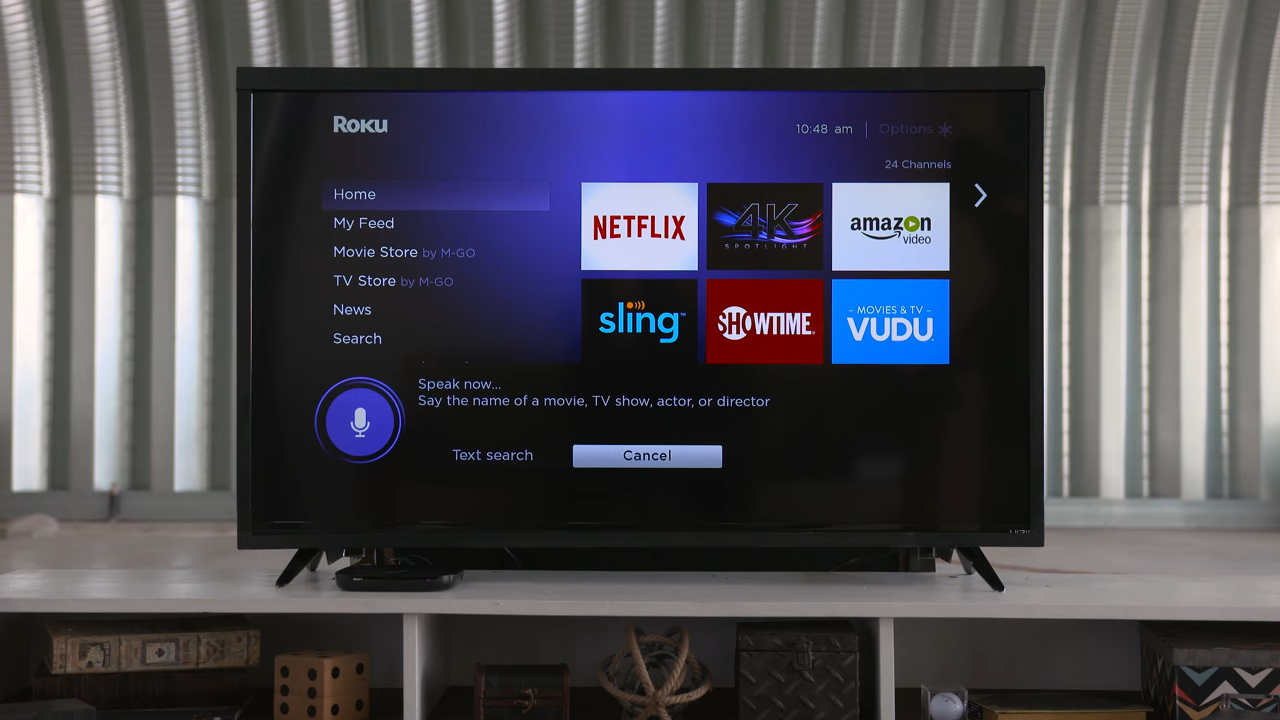 ROKU
10:48 am | Options *
24 Channels
Home
My Feed
Movie Store by M-GO
TV Store by M-GO
News
Search
NETFLIX
4K
SPOTLIGHT
amazon
video
sling™
SHOWTIME®
- MOVIES & TV -
VUDU
Speak now...
Say the name of a movie, TV show, actor, or director
Text search
Cancel